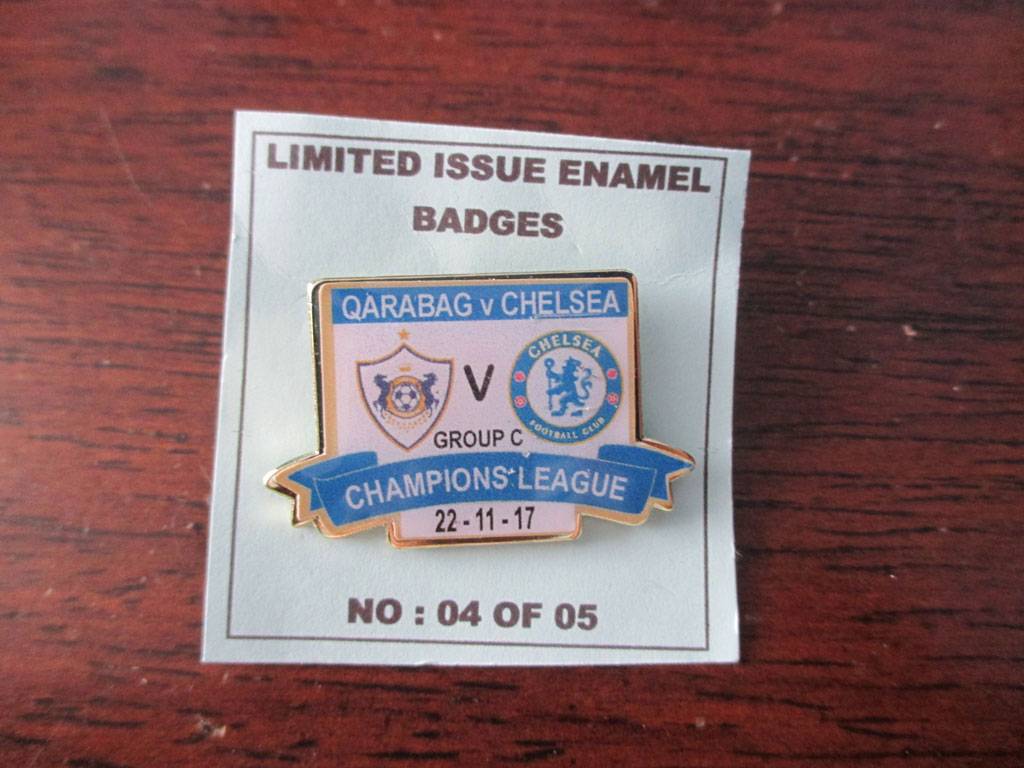 LIMITED ISSUE ENAMEL
BADGES
QARABAG v CHELSEA
CHELSEA
FOOTBALL CLUB
V
GROUP C
CHAMPIONS LEAGUE
22 - 11 - 17
NO : 04 OF 05